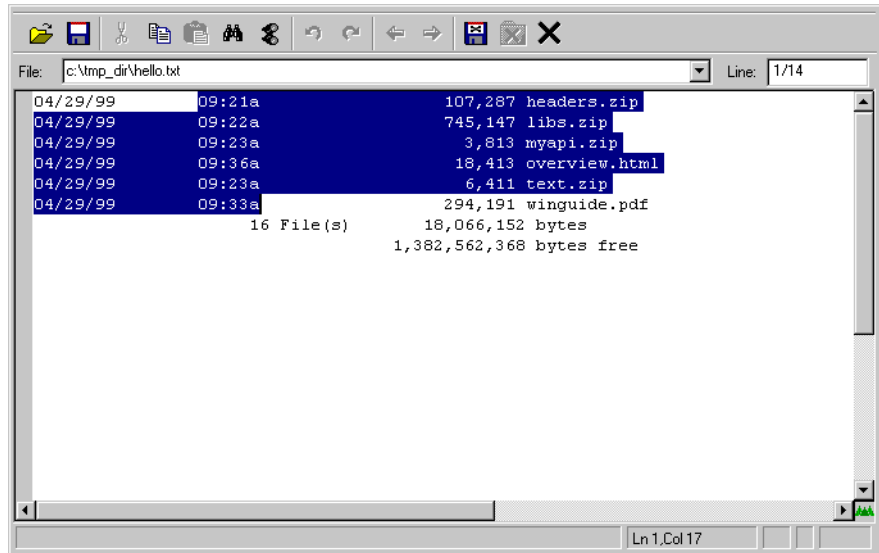 File: c:\tmp_dir\hello.txt Line: 1/14
04/29/99 09:21a 107,287 headers.zip
04/29/99 09:22a 745,147 libs.zip
04/29/99 09:23a 3,813 myapi.zip
04/29/99 09:36a 18,413 overview.html
04/29/99 09:23a 6,411 text.zip
04/29/99 09:33a 294,191 winguide.pdf
16 File(s) 18,066,152 bytes
1,382,562,368 bytes free
Ln 1,Col 17